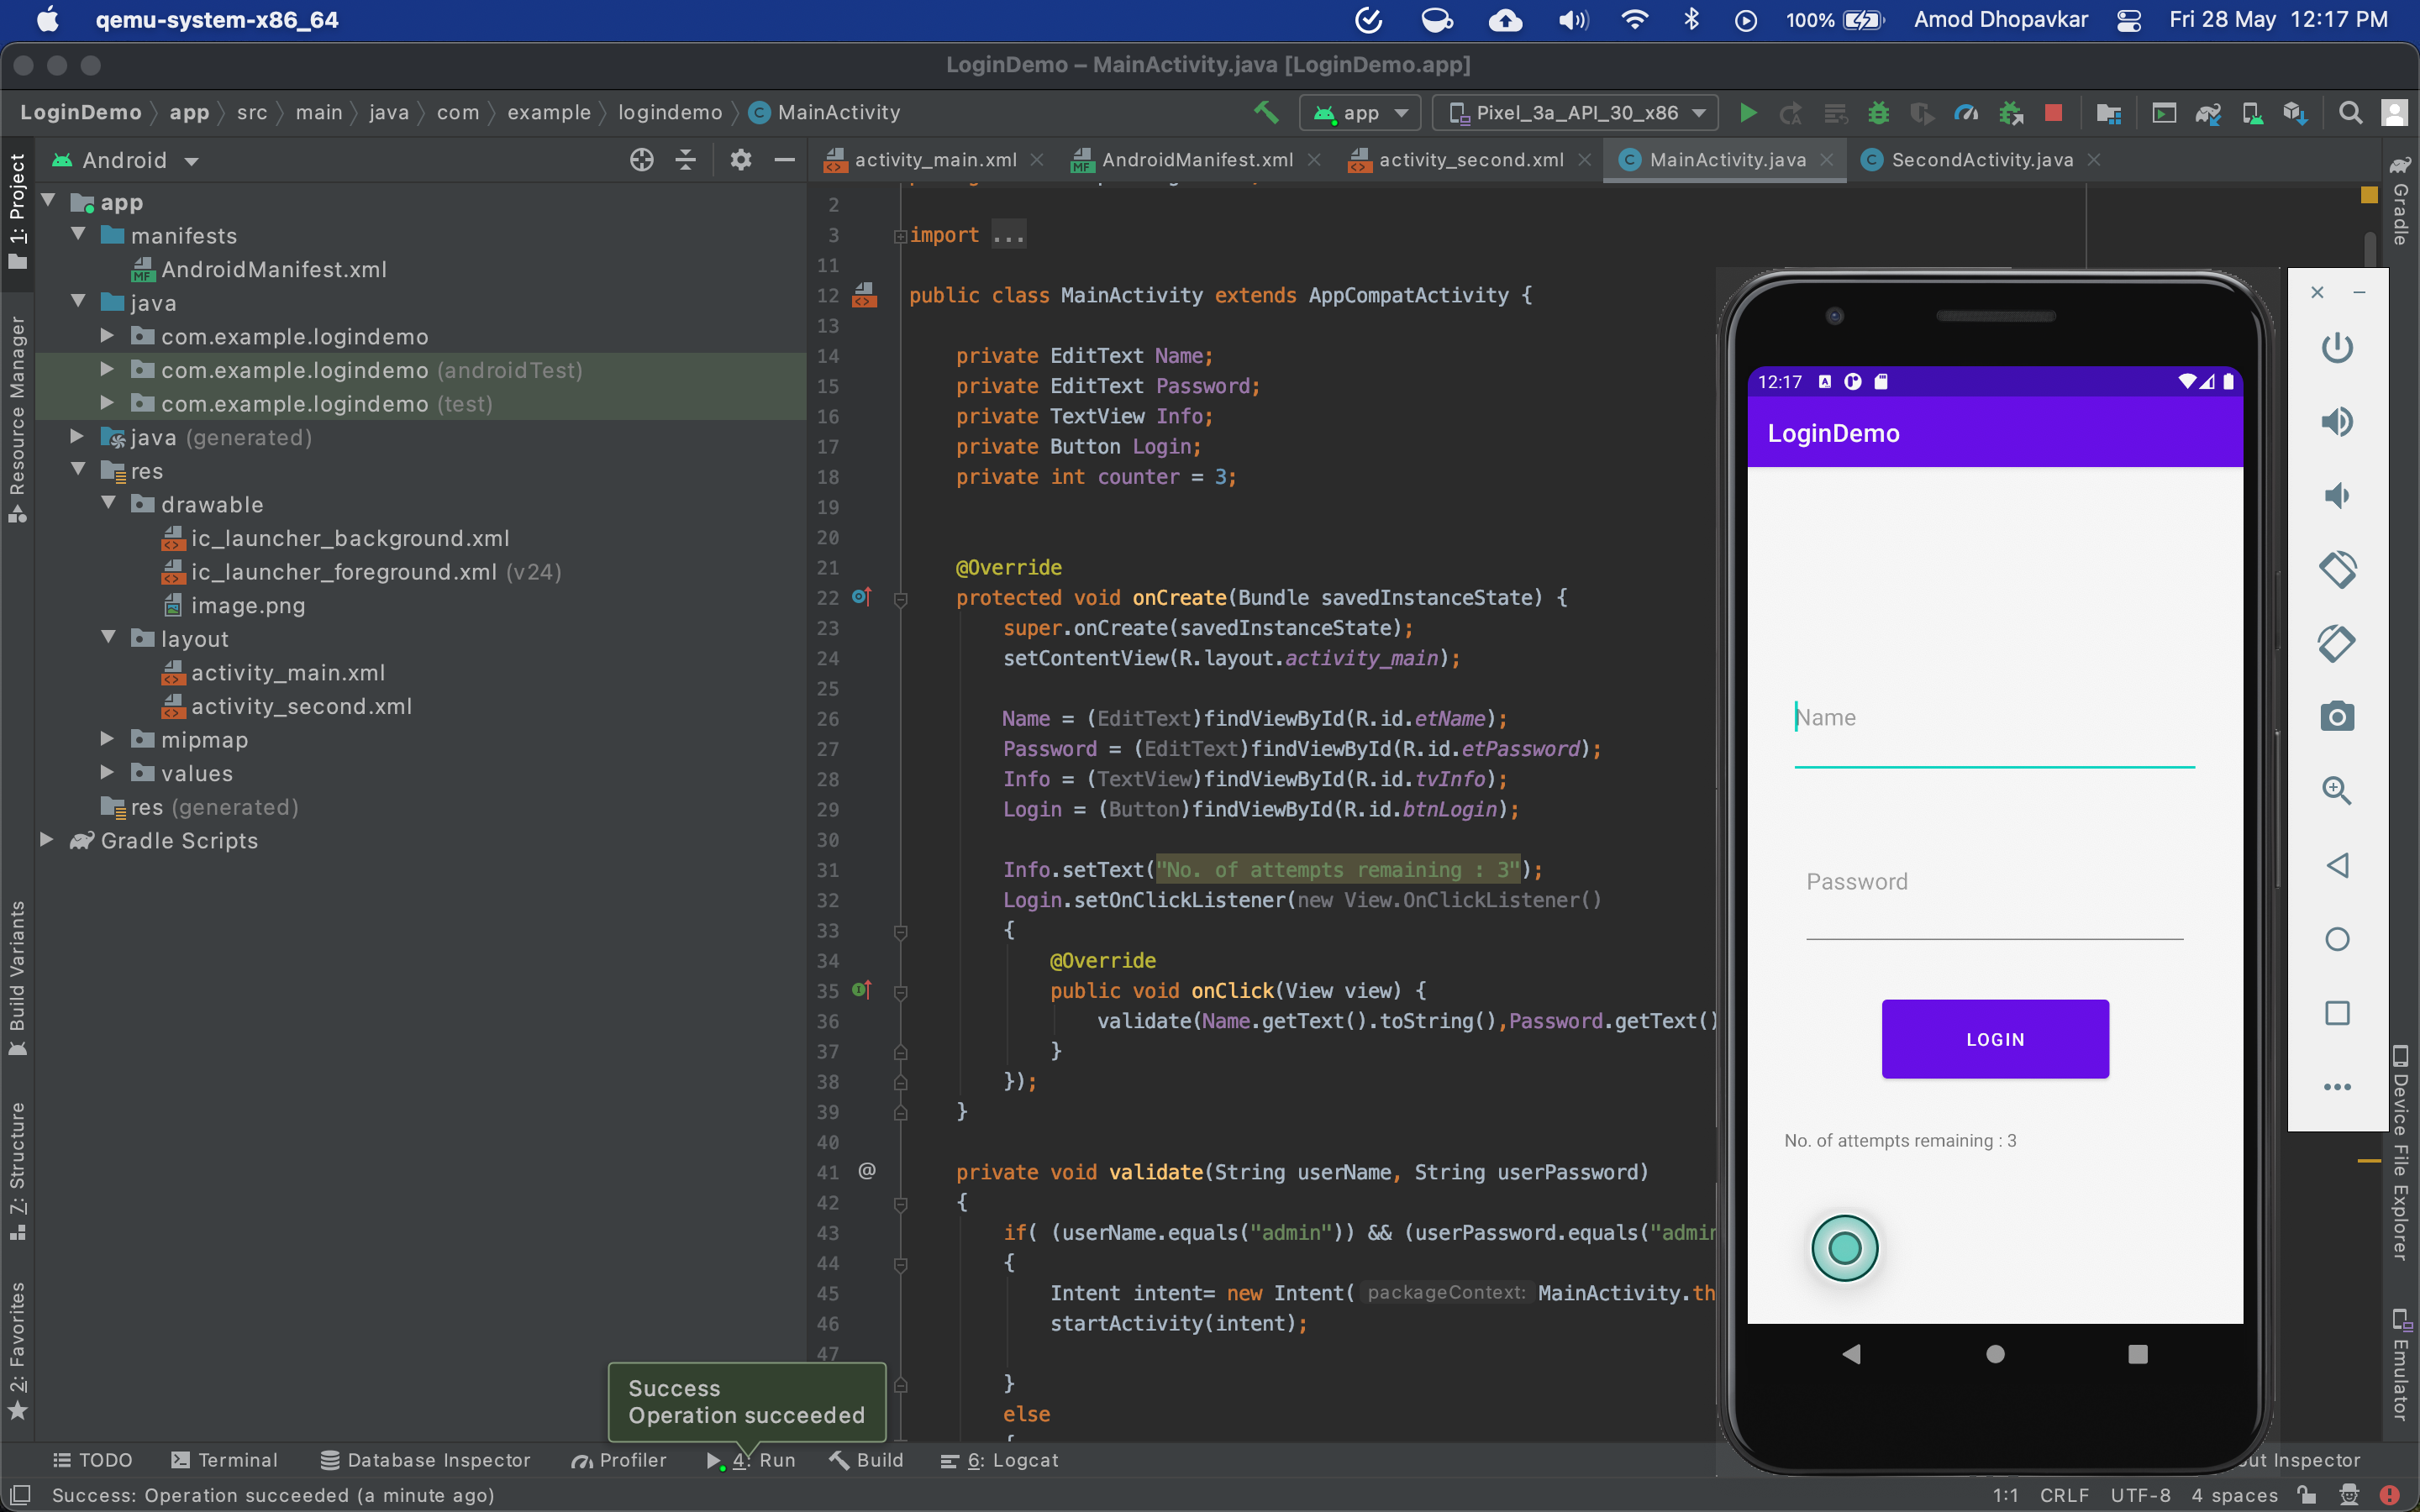 qemu-system-x86_64
100%
Amod Dhopavkar
Fri 28 May 12:17 PM
LoginDemo – MainActivity.java [LoginDemo.app]
LoginDemo app src main java com example logindemo MainActivity
app
Pixel_3a_API_30_x86
Android
activity_main.xml
AndroidManifest.xml
activity_second.xml
MainActivity.java
SecondActivity.java
1: Project
Resource Manager
Build Variants
7: Structure
2: Favorites
app
manifests
AndroidManifest.xml
java
com.example.logindemo
com.example.logindemo (androidTest)
com.example.logindemo (test)
java (generated)
res
drawable
ic_launcher_background.xml
ic_launcher_foreground.xml (v24)
image.png
layout
activity_main.xml
activity_second.xml
mipmap
values
res (generated)
Gradle Scripts
2
3 import ...
11
12 public class MainActivity extends AppCompatActivity {
13
14 private EditText Name;
15 private EditText Password;
16 private TextView Info;
17 private Button Login;
18 private int counter = 3;
19
20
21 @Override
22 protected void onCreate(Bundle savedInstanceState) {
23 super.onCreate(savedInstanceState);
24 setContentView(R.layout.activity_main);
25
26 Name = (EditText)findViewById(R.id.etName);
27 Password = (EditText)findViewById(R.id.etPassword);
28 Info = (TextView)findViewById(R.id.tvInfo);
29 Login = (Button)findViewById(R.id.btnLogin);
30
31 Info.setText("No. of attempts remaining : 3");
32 Login.setOnClickListener(new View.OnClickListener()
33 {
34 @Override
35 public void onClick(View view) {
36 validate(Name.getText().toString(),Password.getText()
37 }
38 });
39 }
40
41 @ private void validate(String userName, String userPassword)
42 {
43 if( (userName.equals("admin")) && (userPassword.equals("admin
44 {
45 Intent intent= new Intent( packageContext: MainActivity.th
46 startActivity(intent);
47
}
else
{
12:17
LoginDemo
Name
Password
LOGIN
No. of attempts remaining : 3
Gradle
Device File Explorer
Emulator
Success
Operation succeeded
TODO
Terminal
Database Inspector
Profiler
4: Run
Build
6: Logcat
out Inspector
Success: Operation succeeded (a minute ago)
1:1 CRLF UTF-8 4 spaces